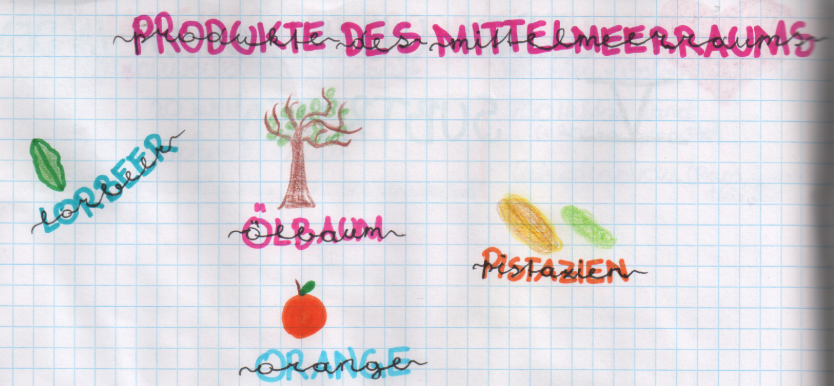 PRODUKTE DES MITTELMEERRAUMS
produkte des mittelmeerraums
LORBEER
lorbeer
ÖLBAUM
ölbaum
PISTAZIEN
pistazien
ORANGE
orange